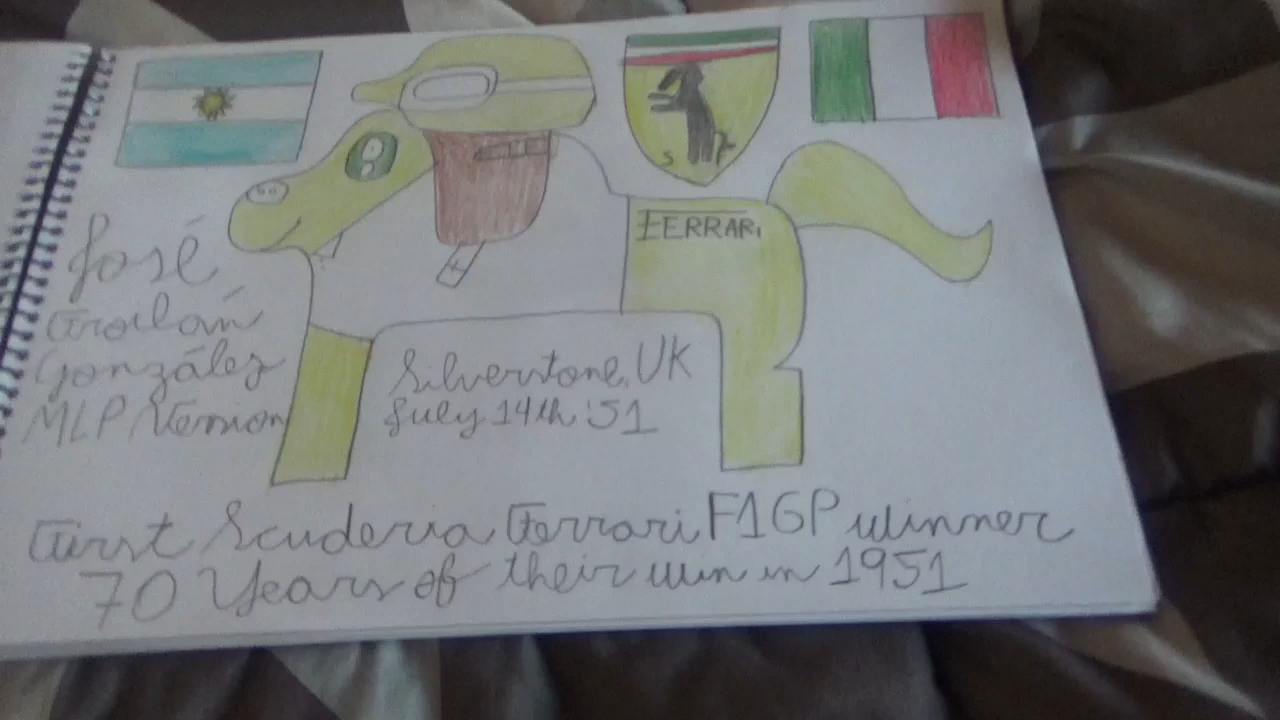 S F
FERRARI
José
Froilán
González
MLP Version
Silverstone, UK
July 14th '51
First Scuderia Ferrari F1 GP winner
70 Years of their win in 1951